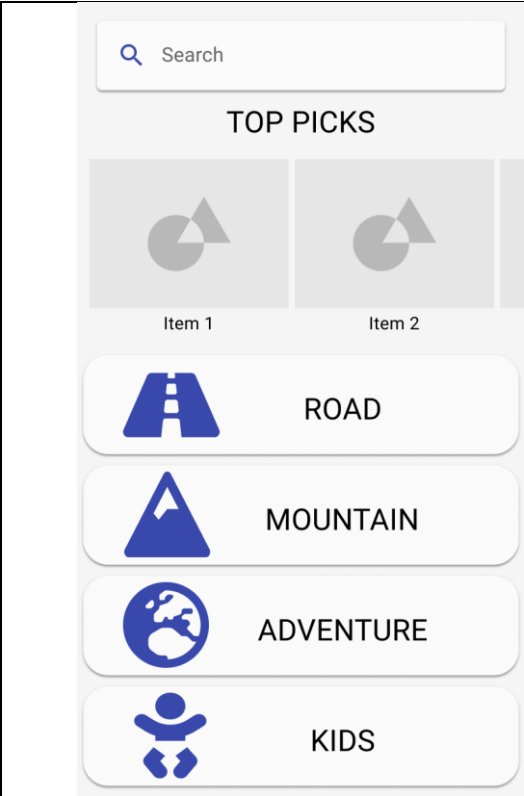 Search
TOP PICKS
Item 1
Item 2
ROAD
MOUNTAIN
ADVENTURE
KIDS